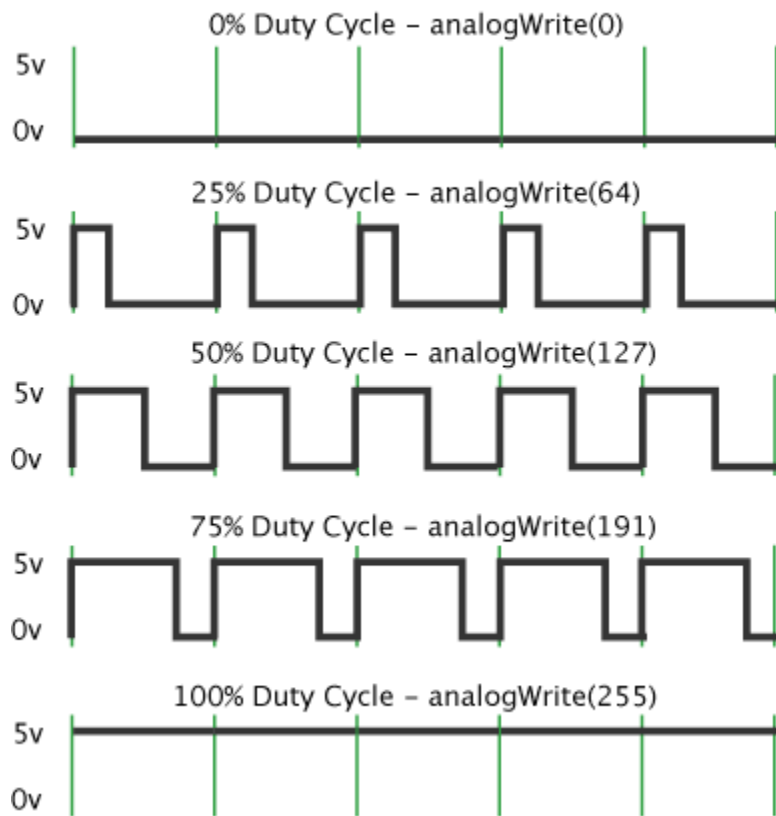 0% Duty Cycle – analogWrite(0)
5v
0v
25% Duty Cycle – analogWrite(64)
5v
0v
50% Duty Cycle – analogWrite(127)
5v
0v
75% Duty Cycle – analogWrite(191)
5v
0v
100% Duty Cycle – analogWrite(255)
5v
0v